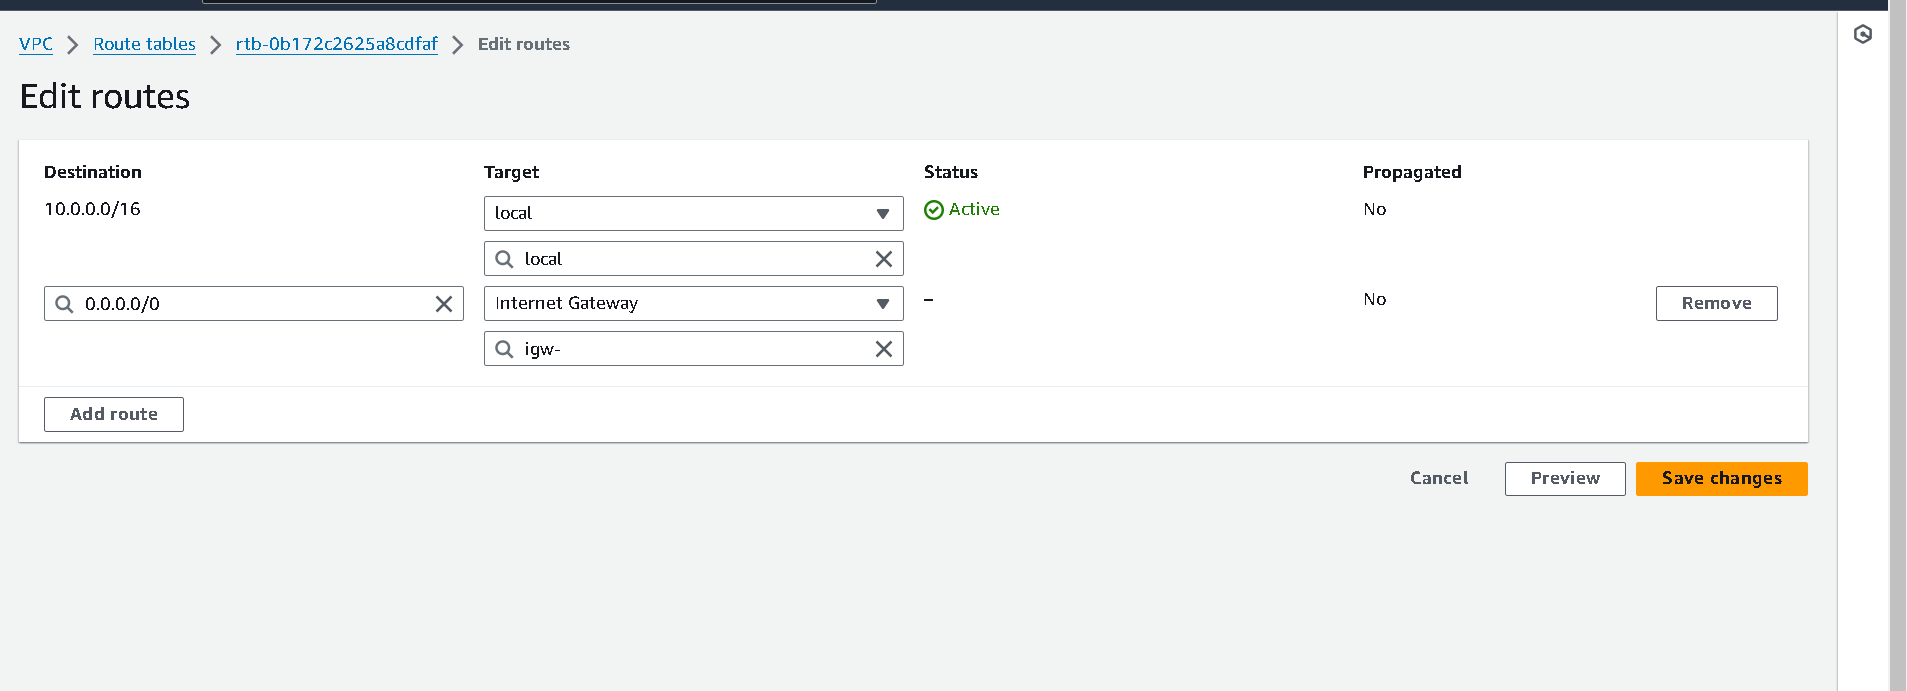 VPC > Route tables > rtb-0b172c2625a8cdfaf > Edit routes
Edit routes
Destination Target Status Propagated
10.0.0.0/16 local Active No
local
0.0.0.0/0 Internet Gateway – No Remove
igw-
Add route
Cancel Preview Save changes